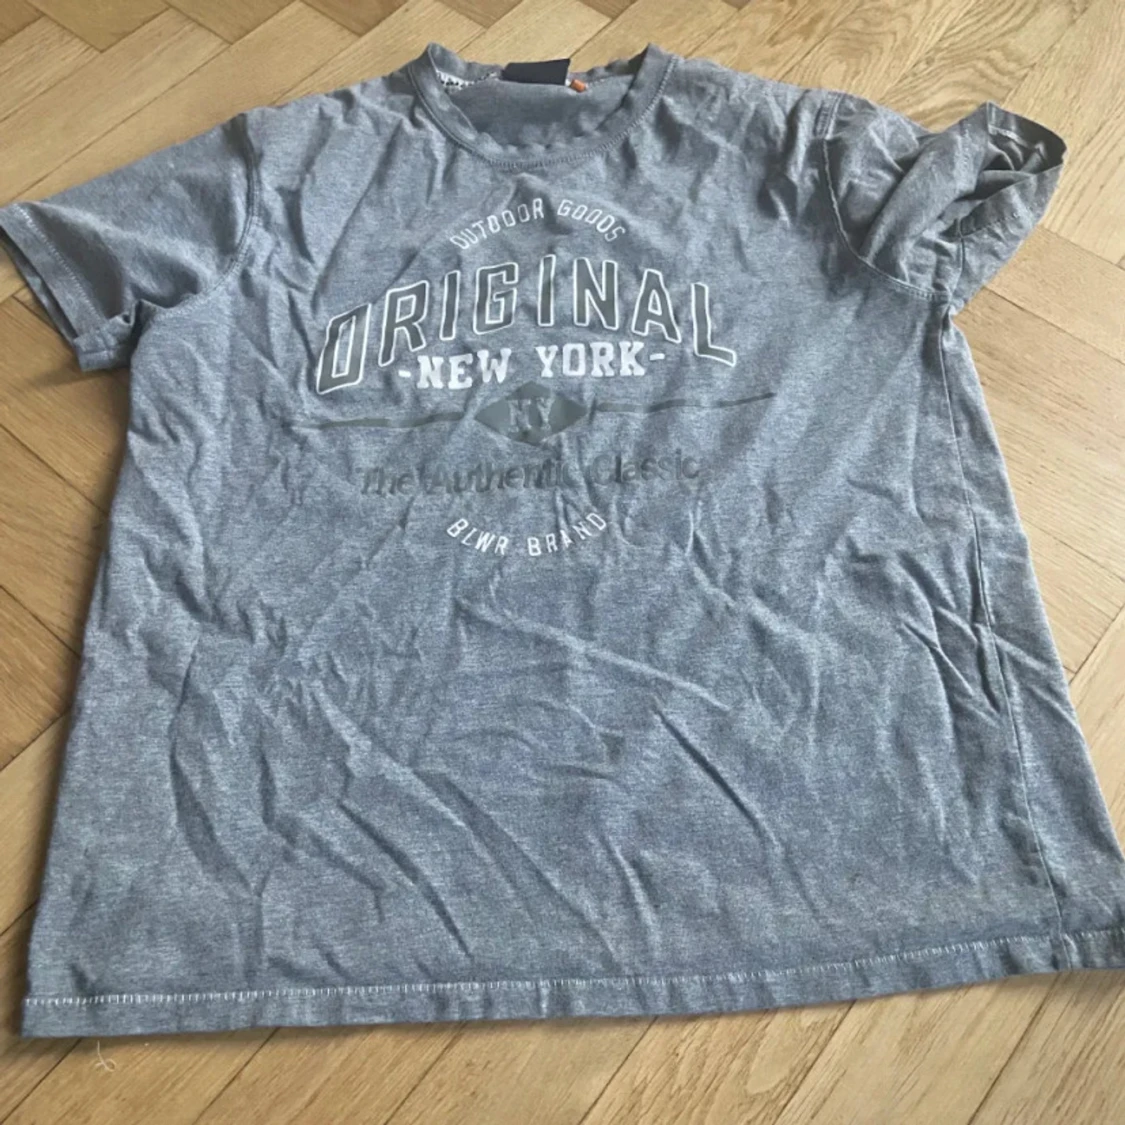 OUTDOOR GOODS
ORIGINAL
-NEW YORK-
NY
The Authentic Classic
BLWR BRAND